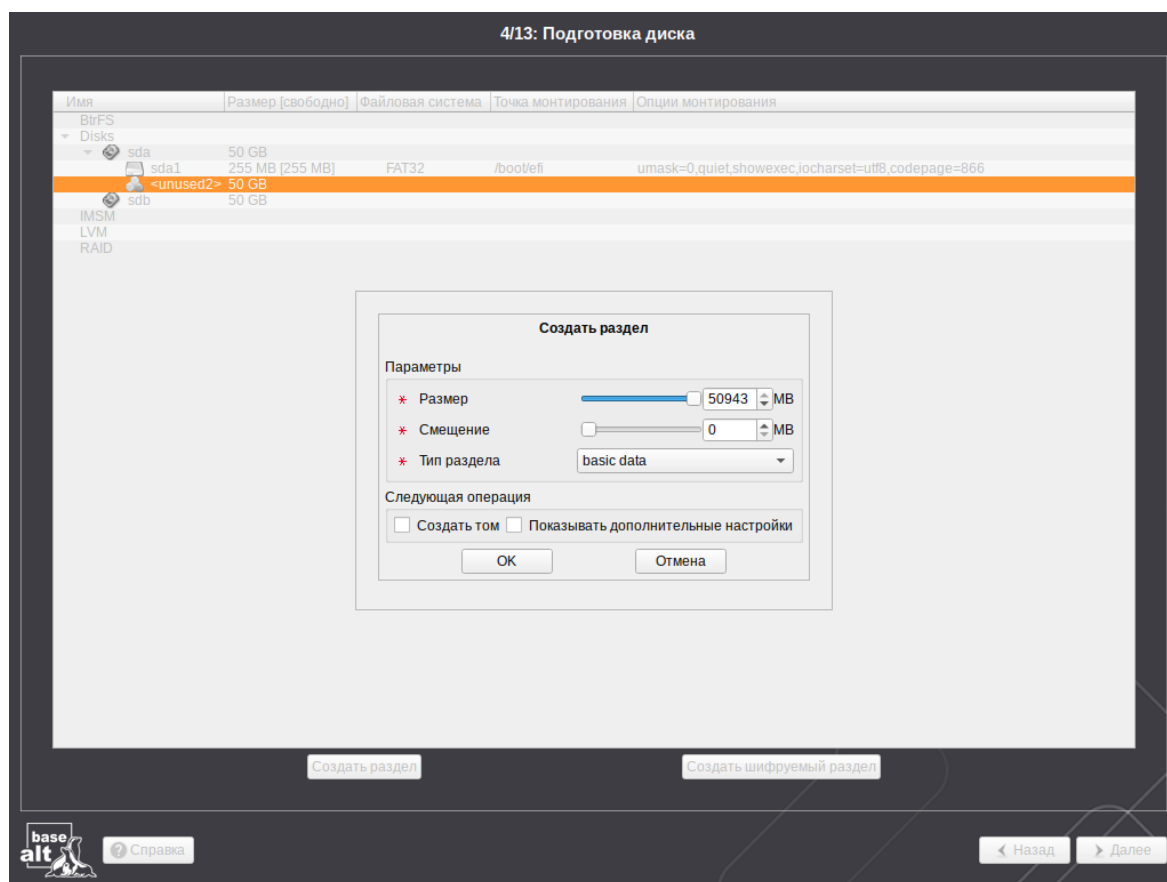 4/13: Подготовка диска
Имя Размер [свободно] Файловая система Точка монтирования Опции монтирования
BtrFS
Disks
sda 50 GB
sda1 255 MB [255 MB] FAT32 /boot/efi umask=0,quiet,showexec,iocharset=utf8,codepage=866
<unused2> 50 GB
sdb 50 GB
IMSM
LVM
RAID
Создать раздел
Параметры
* Размер 50943 MB
* Смещение 0 MB
* Тип раздела basic data
Следующая операция
Создать том Показывать дополнительные настройки
OK Отмена
Создать раздел Создать шифруемый раздел
base
alt
? Справка Назад Далее